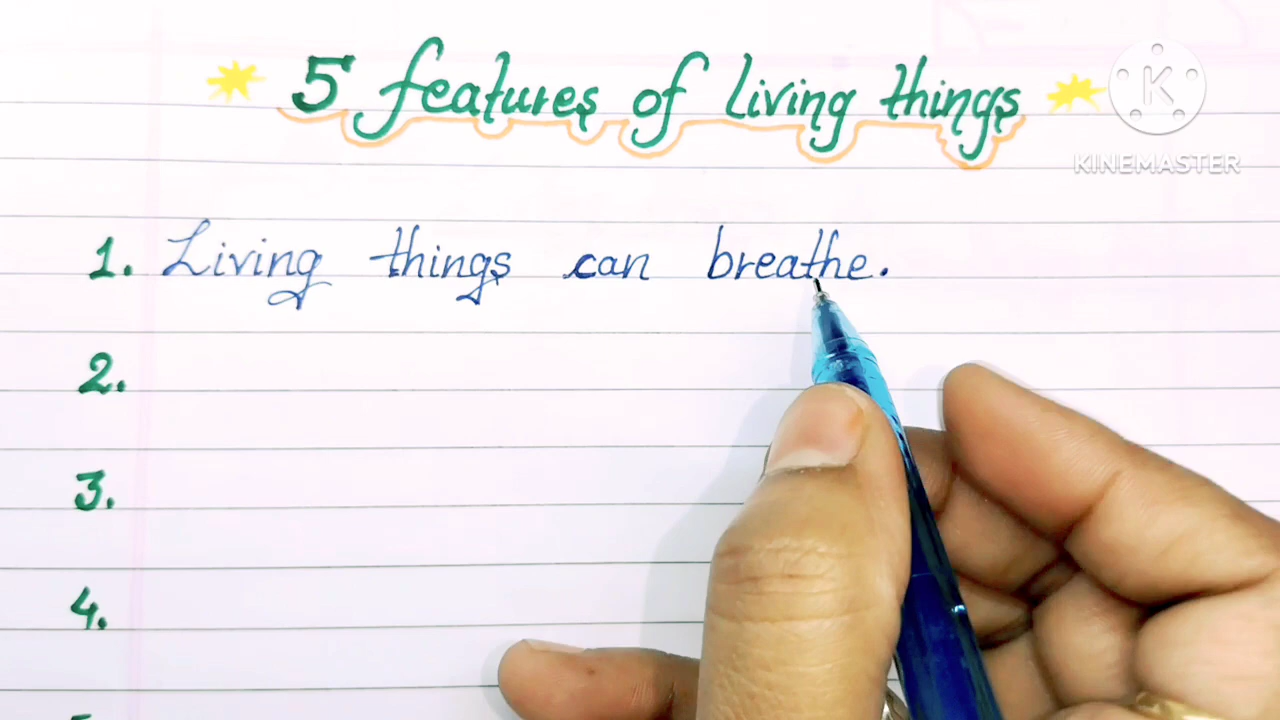 5 features of living things
K
KINEMASTER
1. Living things can breathe.
2.
3.
4.